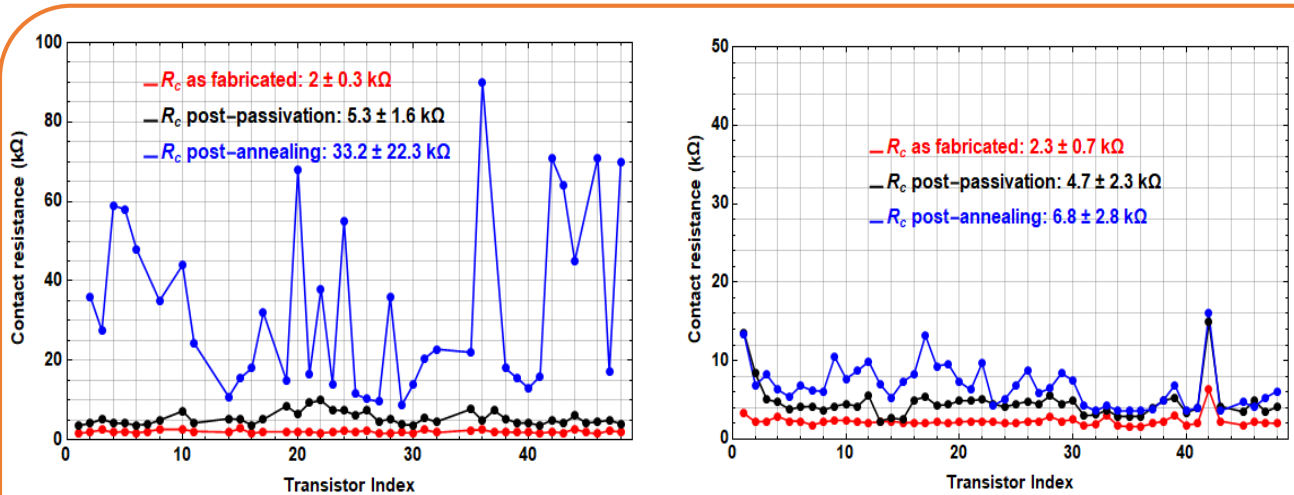 100
80
60
40
20
0
0
10
20
30
40
Contact resistance (kΩ)
Transistor Index
Rc as fabricated: 2 ± 0.3 kΩ
Rc post−passivation: 5.3 ± 1.6 kΩ
Rc post−annealing: 33.2 ± 22.3 kΩ
50
40
30
20
10
0
0
10
20
30
40
Contact resistance (kΩ)
Transistor Index
Rc as fabricated: 2.3 ± 0.7 kΩ
Rc post−passivation: 4.7 ± 2.3 kΩ
Rc post−annealing: 6.8 ± 2.8 kΩ